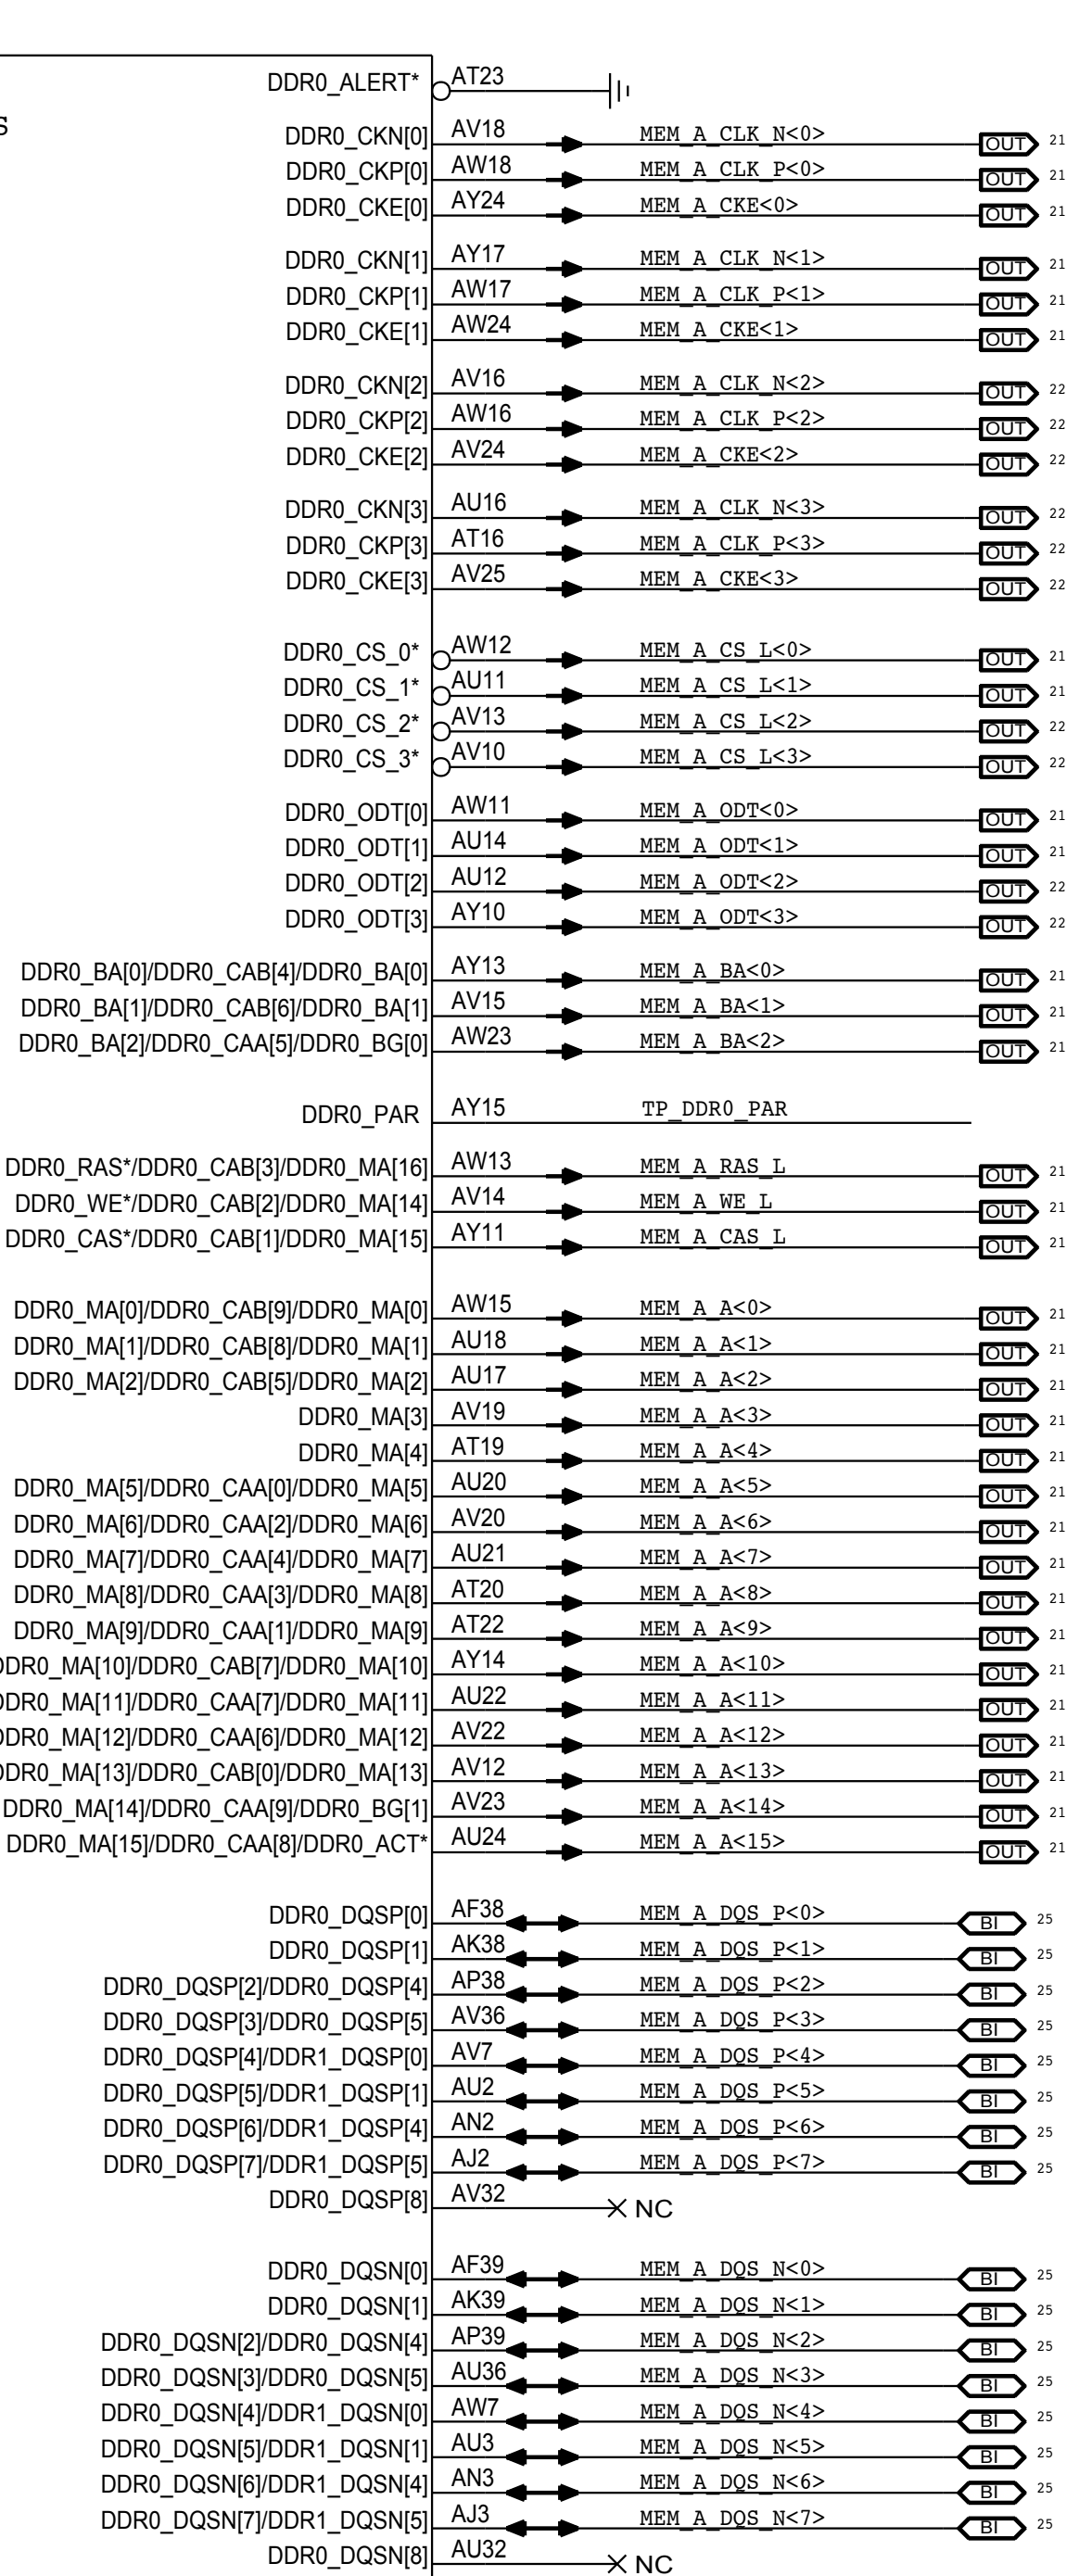 DDR0_ALERT* AT23
S
DDR0_CKN[0] AV18 MEM_A_CLK_N<0> OUT 21
DDR0_CKP[0] AW18 MEM_A_CLK_P<0> OUT 21
DDR0_CKE[0] AY24 MEM_A_CKE<0> OUT 21
DDR0_CKN[1] AY17 MEM_A_CLK_N<1> OUT 21
DDR0_CKP[1] AW17 MEM_A_CLK_P<1> OUT 21
DDR0_CKE[1] AW24 MEM_A_CKE<1> OUT 21
DDR0_CKN[2] AV16 MEM_A_CLK_N<2> OUT 22
DDR0_CKP[2] AW16 MEM_A_CLK_P<2> OUT 22
DDR0_CKE[2] AV24 MEM_A_CKE<2> OUT 22
DDR0_CKN[3] AU16 MEM_A_CLK_N<3> OUT 22
DDR0_CKP[3] AT16 MEM_A_CLK_P<3> OUT 22
DDR0_CKE[3] AV25 MEM_A_CKE<3> OUT 22
DDR0_CS_0* AW12 MEM_A_CS_L<0> OUT 21
DDR0_CS_1* AU11 MEM_A_CS_L<1> OUT 21
DDR0_CS_2* AV13 MEM_A_CS_L<2> OUT 22
DDR0_CS_3* AV10 MEM_A_CS_L<3> OUT 22
DDR0_ODT[0] AW11 MEM_A_ODT<0> OUT 21
DDR0_ODT[1] AU14 MEM_A_ODT<1> OUT 21
DDR0_ODT[2] AU12 MEM_A_ODT<2> OUT 22
DDR0_ODT[3] AY10 MEM_A_ODT<3> OUT 22
DDR0_BA[0]/DDR0_CAB[4]/DDR0_BA[0] AY13 MEM_A_BA<0> OUT 21
DDR0_BA[1]/DDR0_CAB[6]/DDR0_BA[1] AV15 MEM_A_BA<1> OUT 21
DDR0_BA[2]/DDR0_CAA[5]/DDR0_BG[0] AW23 MEM_A_BA<2> OUT 21
DDR0_PAR AY15 TP_DDR0_PAR
DDR0_RAS*/DDR0_CAB[3]/DDR0_MA[16] AW13 MEM_A_RAS_L OUT 21
DDR0_WE*/DDR0_CAB[2]/DDR0_MA[14] AV14 MEM_A_WE_L OUT 21
DDR0_CAS*/DDR0_CAB[1]/DDR0_MA[15] AY11 MEM_A_CAS_L OUT 21
DDR0_MA[0]/DDR0_CAB[9]/DDR0_MA[0] AW15 MEM_A_A<0> OUT 21
DDR0_MA[1]/DDR0_CAB[8]/DDR0_MA[1] AU18 MEM_A_A<1> OUT 21
DDR0_MA[2]/DDR0_CAB[5]/DDR0_MA[2] AU17 MEM_A_A<2> OUT 21
DDR0_MA[3] AV19 MEM_A_A<3> OUT 21
DDR0_MA[4] AT19 MEM_A_A<4> OUT 21
DDR0_MA[5]/DDR0_CAA[0]/DDR0_MA[5] AU20 MEM_A_A<5> OUT 21
DDR0_MA[6]/DDR0_CAA[2]/DDR0_MA[6] AV20 MEM_A_A<6> OUT 21
DDR0_MA[7]/DDR0_CAA[4]/DDR0_MA[7] AU21 MEM_A_A<7> OUT 21
DDR0_MA[8]/DDR0_CAA[3]/DDR0_MA[8] AT20 MEM_A_A<8> OUT 21
DDR0_MA[9]/DDR0_CAA[1]/DDR0_MA[9] AT22 MEM_A_A<9> OUT 21
DDR0_MA[10]/DDR0_CAB[7]/DDR0_MA[10] AY14 MEM_A_A<10> OUT 21
DDR0_MA[11]/DDR0_CAA[7]/DDR0_MA[11] AU22 MEM_A_A<11> OUT 21
DDR0_MA[12]/DDR0_CAA[6]/DDR0_MA[12] AV22 MEM_A_A<12> OUT 21
DDR0_MA[13]/DDR0_CAB[0]/DDR0_MA[13] AV12 MEM_A_A<13> OUT 21
DDR0_MA[14]/DDR0_CAA[9]/DDR0_BG[1] AV23 MEM_A_A<14> OUT 21
DDR0_MA[15]/DDR0_CAA[8]/DDR0_ACT* AU24 MEM_A_A<15> OUT 21
DDR0_DQSP[0] AF38 MEM_A_DQS_P<0> BI 25
DDR0_DQSP[1] AK38 MEM_A_DQS_P<1> BI 25
DDR0_DQSP[2]/DDR0_DQSP[4] AP38 MEM_A_DQS_P<2> BI 25
DDR0_DQSP[3]/DDR0_DQSP[5] AV36 MEM_A_DQS_P<3> BI 25
DDR0_DQSP[4]/DDR1_DQSP[0] AV7 MEM_A_DQS_P<4> BI 25
DDR0_DQSP[5]/DDR1_DQSP[1] AU2 MEM_A_DQS_P<5> BI 25
DDR0_DQSP[6]/DDR1_DQSP[4] AN2 MEM_A_DQS_P<6> BI 25
DDR0_DQSP[7]/DDR1_DQSP[5] AJ2 MEM_A_DQS_P<7> BI 25
DDR0_DQSP[8] AV32 NC
DDR0_DQSN[0] AF39 MEM_A_DQS_N<0> BI 25
DDR0_DQSN[1] AK39 MEM_A_DQS_N<1> BI 25
DDR0_DQSN[2]/DDR0_DQSN[4] AP39 MEM_A_DQS_N<2> BI 25
DDR0_DQSN[3]/DDR0_DQSN[5] AU36 MEM_A_DQS_N<3> BI 25
DDR0_DQSN[4]/DDR1_DQSN[0] AW7 MEM_A_DQS_N<4> BI 25
DDR0_DQSN[5]/DDR1_DQSN[1] AU3 MEM_A_DQS_N<5> BI 25
DDR0_DQSN[6]/DDR1_DQSN[4] AN3 MEM_A_DQS_N<6> BI 25
DDR0_DQSN[7]/DDR1_DQSN[5] AJ3 MEM_A_DQS_N<7> BI 25
DDR0_DQSN[8] AU32 NC